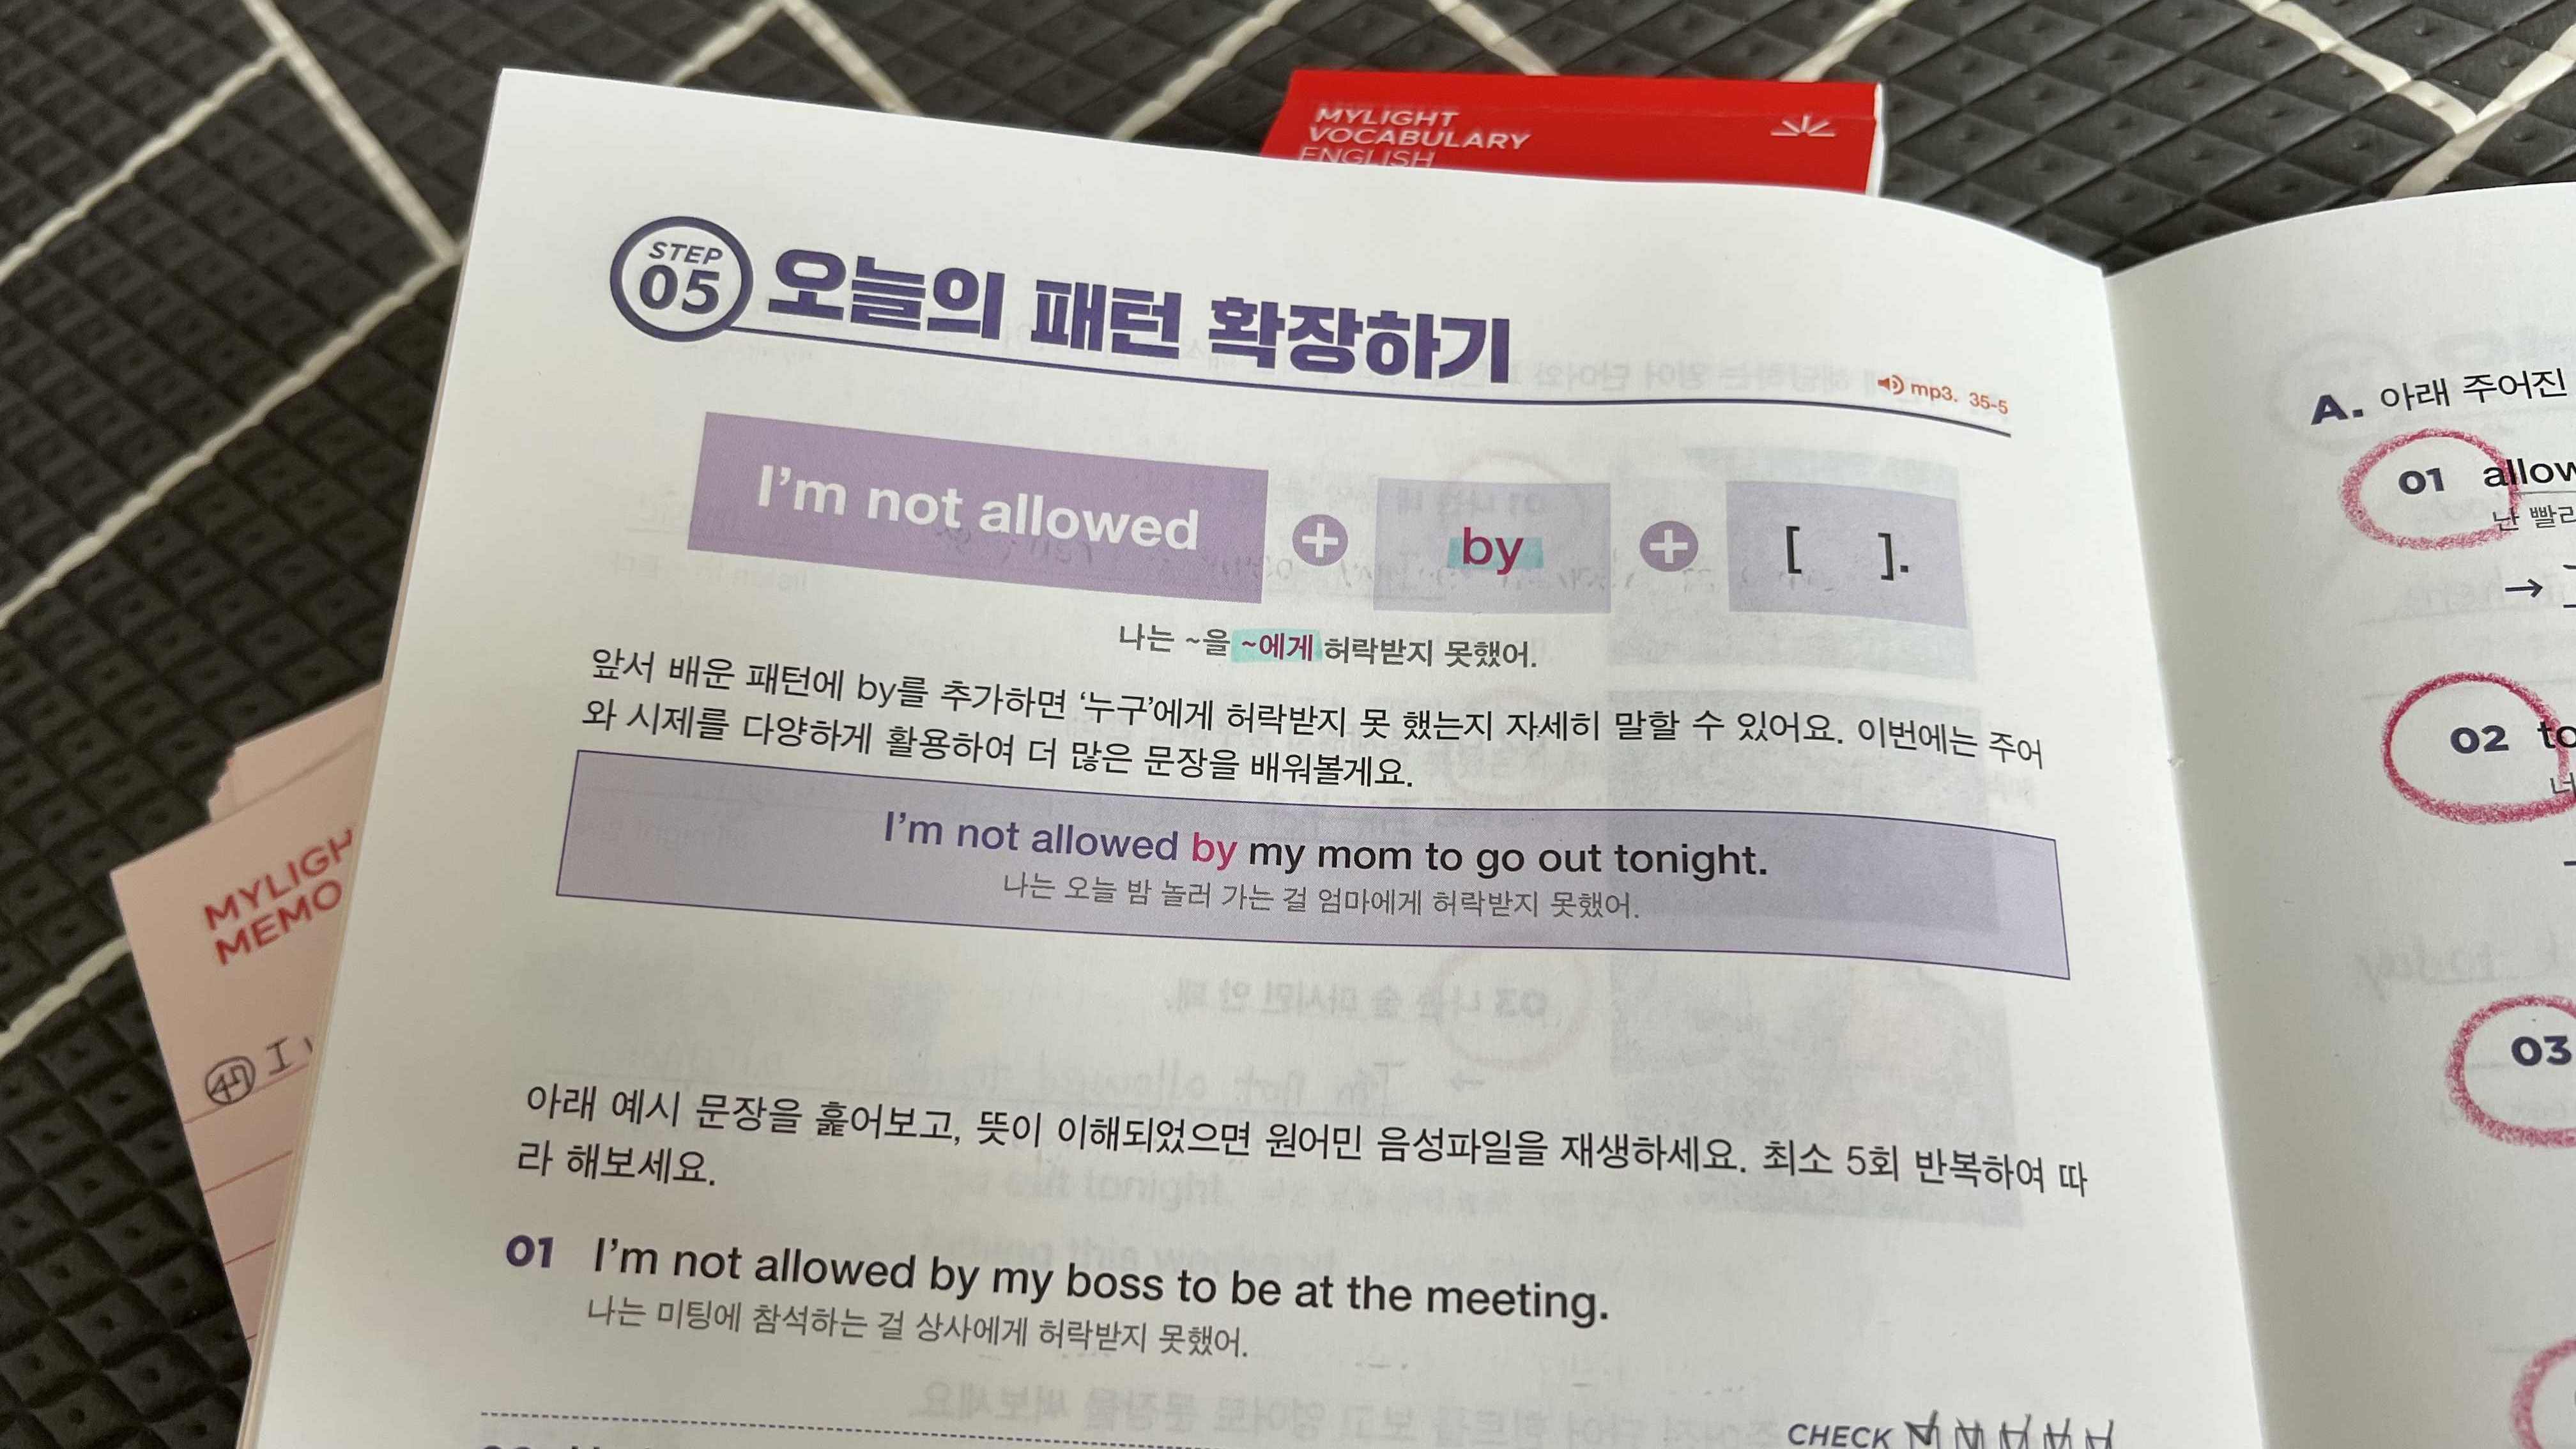 MYLIGHT
VOCABULARY
ENGLISH
STEP
05
오늘의 패턴 확장하기
mp3. 35-5
I'm not allowed + by + [ ].
나는 ~을 ~에게 허락받지 못했어.
앞서 배운 패턴에 by를 추가하면 '누구'에게 허락받지 못 했는지 자세히 말할 수 있어요. 이번에는 주어
와 시제를 다양하게 활용하여 더 많은 문장을 배워볼게요.
I'm not allowed by my mom to go out tonight.
나는 오늘 밤 놀러 가는 걸 엄마에게 허락받지 못했어.
아래 예시 문장을 훑어보고, 뜻이 이해되었으면 원어민 음성파일을 재생하세요. 최소 5회 반복하여 따
라 해보세요.
01 I'm not allowed by my boss to be at the meeting.
나는 미팅에 참석하는 걸 상사에게 허락받지 못했어.
CHECK
MYLIGH
MEMO
A. 아래 주어진
01 allow
난 빨리
→
02 to
너
03